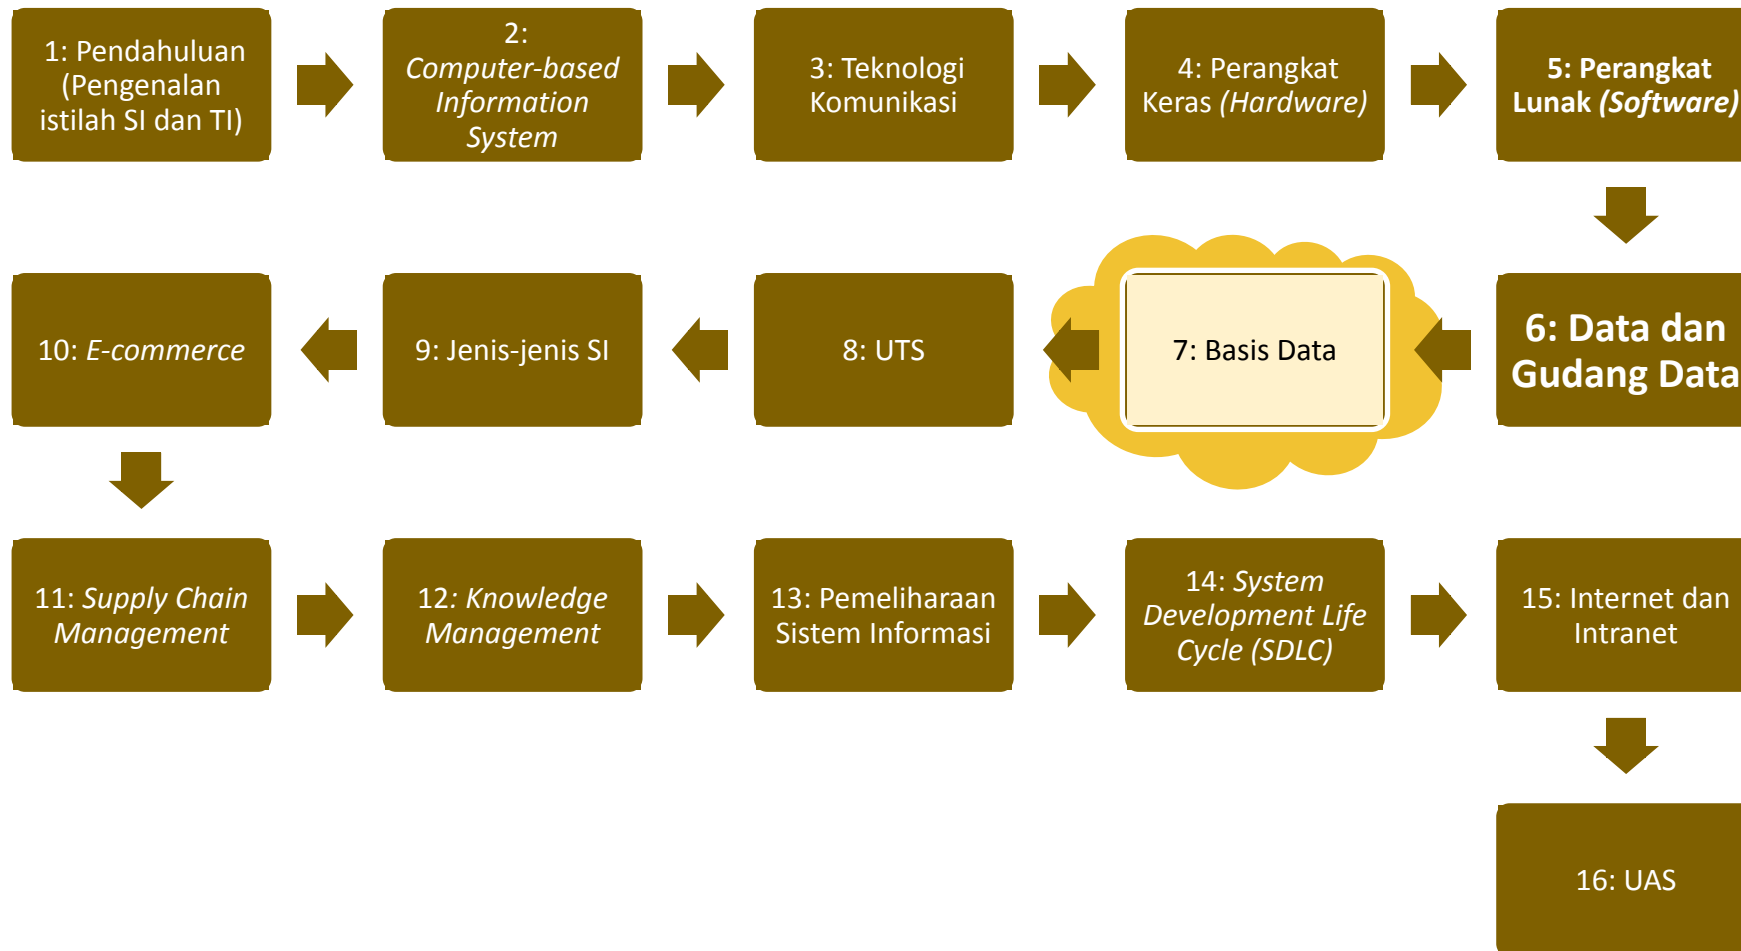 1: Pendahuluan
(Pengenalan
istilah SI dan TI)
2:
Computer-based
Information
System
3: Teknologi
Komunikasi
4: Perangkat
Keras (Hardware)
5: Perangkat
Lunak (Software)
6: Data dan
Gudang Data
7: Basis Data
8: UTS
9: Jenis-jenis SI
10: E-commerce
11: Supply Chain
Management
12: Knowledge
Management
13: Pemeliharaan
Sistem Informasi
14: System
Development Life
Cycle (SDLC)
15: Internet dan
Intranet
16: UAS